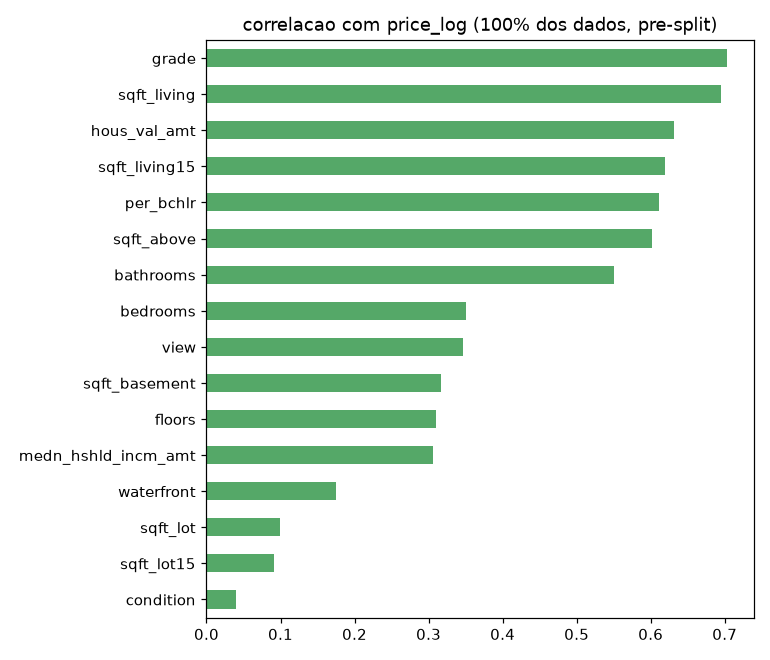 correlacao com price_log (100% dos dados, pre-split)
grade
sqft_living
hous_val_amt
sqft_living15
per_bchlr
sqft_above
bathrooms
bedrooms
view
sqft_basement
floors
medn_hshld_incm_amt
waterfront
sqft_lot
sqft_lot15
condition
0.0 0.1 0.2 0.3 0.4 0.5 0.6 0.7